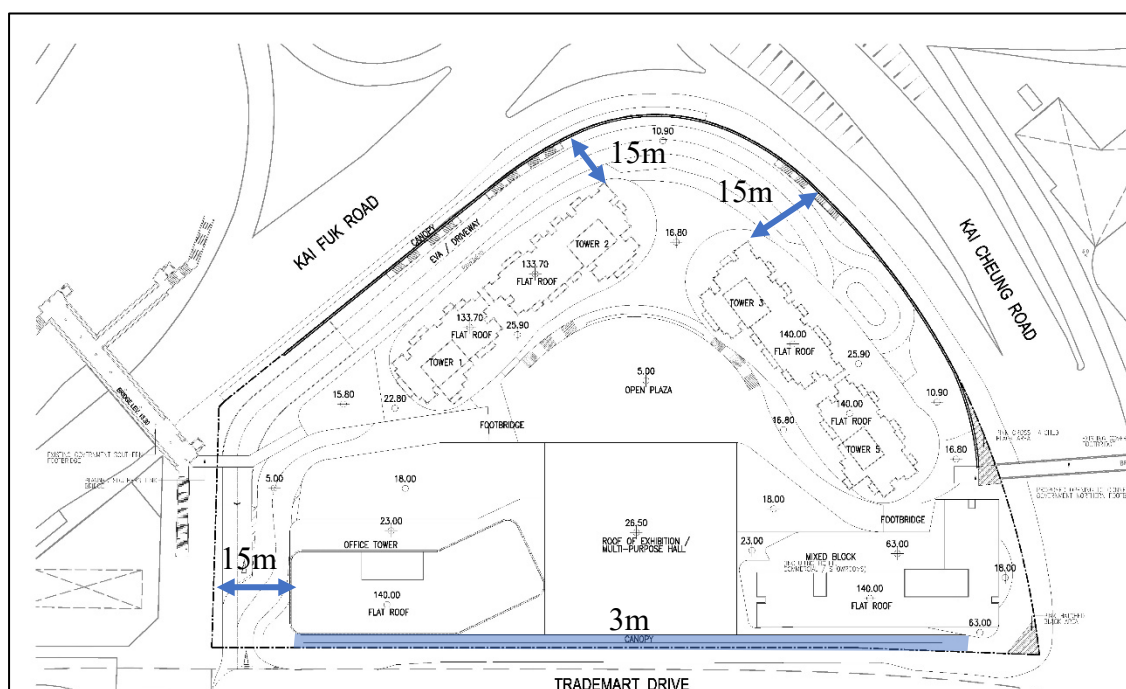 10.90
15m
15m
KAI FUK ROAD
KAI CHEUNG ROAD
CANOPY
EVA / DRIVEWAY
TOWER 2
16.80
133.70
FLAT ROOF
TOWER 3
133.70
FLAT ROOF
25.90
140.00
FLAT ROOF
TOWER 1
25.90
5.00
OPEN PLAZA
15.80
22.80
140.00
FLAT ROOF
10.90
FOOTBRIDGE
16.80
TOWER 5
16.80
5.00
18.00
18.00
FOOTBRIDGE
23.00
OFFICE TOWER
26.50
ROOF OF EXHIBITION /
MULTI-PURPOSE HALL
23.00
MIXED BLOCK
63.00
15m
18.00
140.00
FLAT ROOF
140.00
FLAT ROOF
3m
CANOPY
63.00
TRADEMART DRIVE